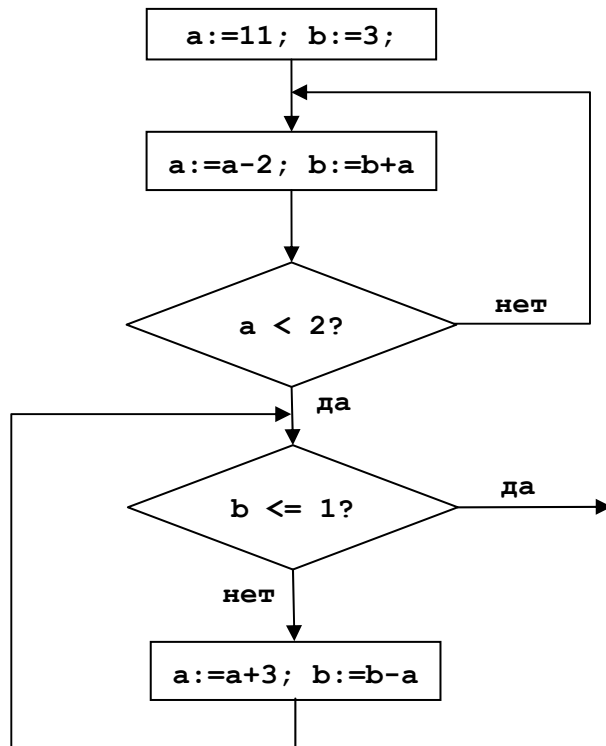 a:=11; b:=3;
a:=a-2; b:=b+a
нет
a < 2?
да
да
b <= 1?
нет
a:=a+3; b:=b-a